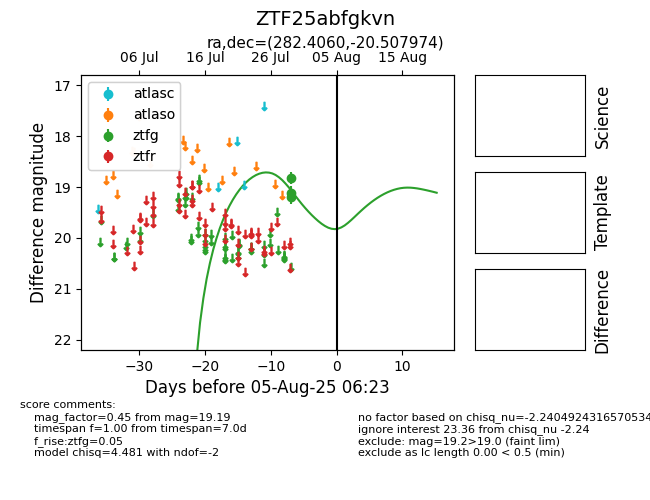 ZTF25abfgkvn
ra,dec=(282.4060,-20.507974)
06 Jul 16 Jul 26 Jul 05 Aug 15 Aug
atlasc
atlaso
ztfg
ztfr
17
18
19
20
21
22
Difference magnitude
−30 −20 −10 0 10
Days before 05-Aug-25 06:23
Science
Template
Difference
score comments:
mag_factor=0.45 from mag=19.19
timespan f=1.00 from timespan=7.0d
f_rise:ztfg=0.05
model chisq=4.481 with ndof=-2
no factor based on chisq_nu=-2.2404924316570534
ignore interest 23.36 from chisq_nu -2.24
exclude: mag=19.2>19.0 (faint lim)
exclude as lc length 0.00 < 0.5 (min)